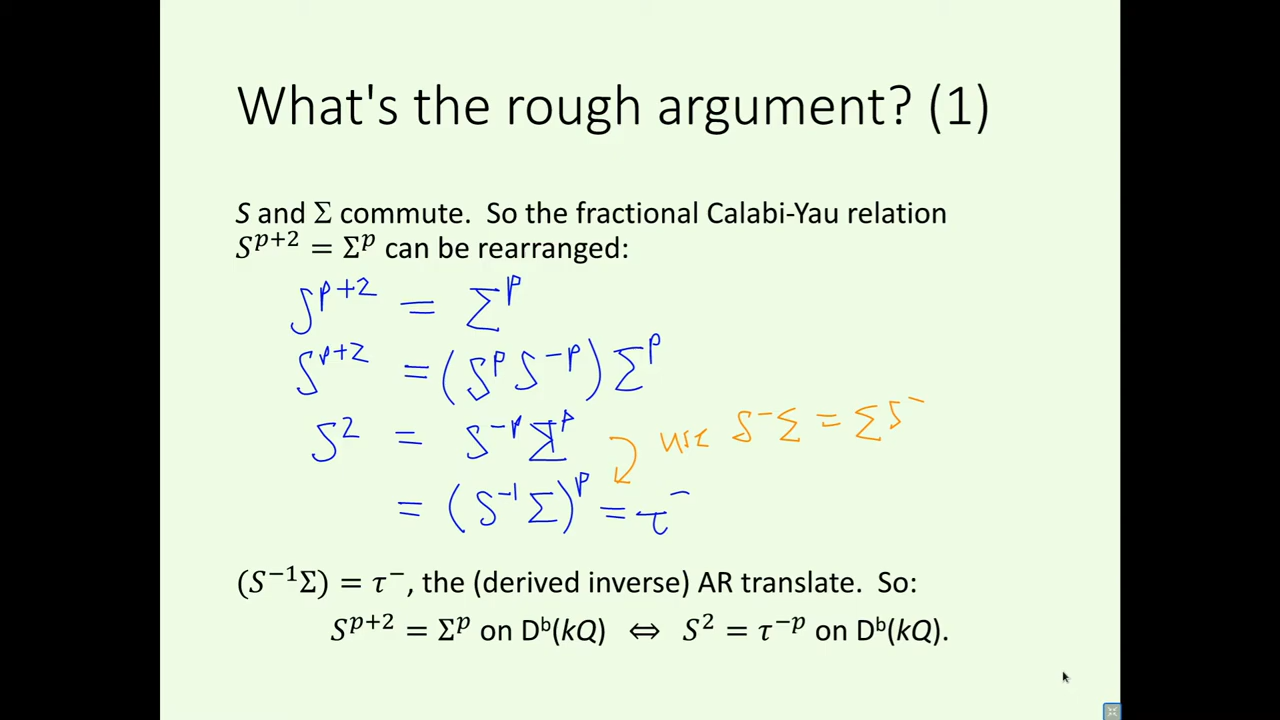 What's the rough argument? (1)
S and Σ commute. So the fractional Calabi-Yau relation
S^{p+2} = Σ^p can be rearranged:
S^{p+2} = Σ^p
S^{p+2} = (S^p S^{-p}) Σ^p
S^2 = S^{-p} Σ^p use S^- Σ = Σ S^-
= (S^{-1} Σ)^p = τ^-
(S^{-1}Σ) = τ^-, the (derived inverse) AR translate. So:
S^{p+2} = Σ^p on D^b(kQ) ⇔ S^2 = τ^{-p} on D^b(kQ).